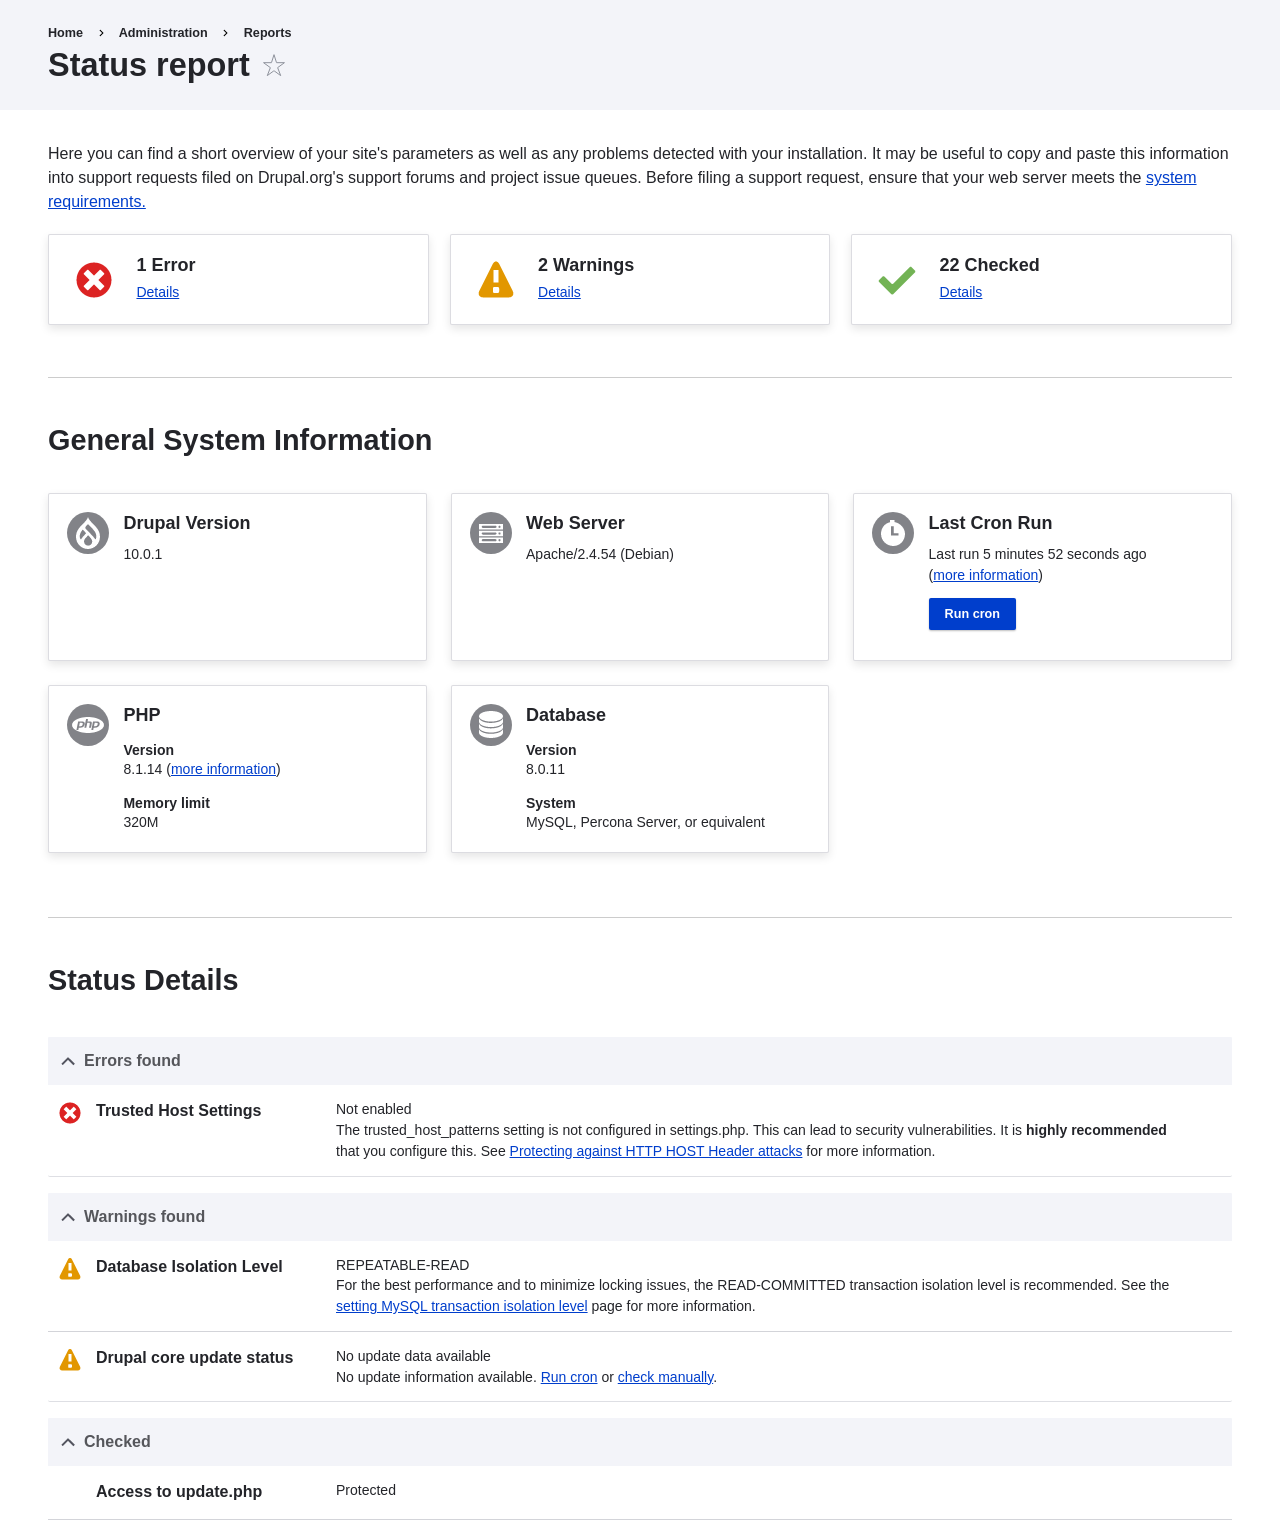 Home > Administration > Reports
Status report
Here you can find a short overview of your site's parameters as well as any problems detected with your installation. It may be useful to copy and paste this information
into support requests filed on Drupal.org's support forums and project issue queues. Before filing a support request, ensure that your web server meets the system
requirements.
1 Error
Details
2 Warnings
Details
22 Checked
Details
General System Information
Drupal Version
10.0.1
Web Server
Apache/2.4.54 (Debian)
Last Cron Run
Last run 5 minutes 52 seconds ago
(more information)
Run cron
php
PHP
Version
8.1.14 (more information)
Memory limit
320M
Database
Version
8.0.11
System
MySQL, Percona Server, or equivalent
Status Details
Errors found
Trusted Host Settings
Not enabled
The trusted_host_patterns setting is not configured in settings.php. This can lead to security vulnerabilities. It is highly recommended
that you configure this. See Protecting against HTTP HOST Header attacks for more information.
Warnings found
Database Isolation Level
REPEATABLE-READ
For the best performance and to minimize locking issues, the READ-COMMITTED transaction isolation level is recommended. See the
setting MySQL transaction isolation level page for more information.
Drupal core update status
No update data available
No update information available. Run cron or check manually.
Checked
Access to update.php
Protected